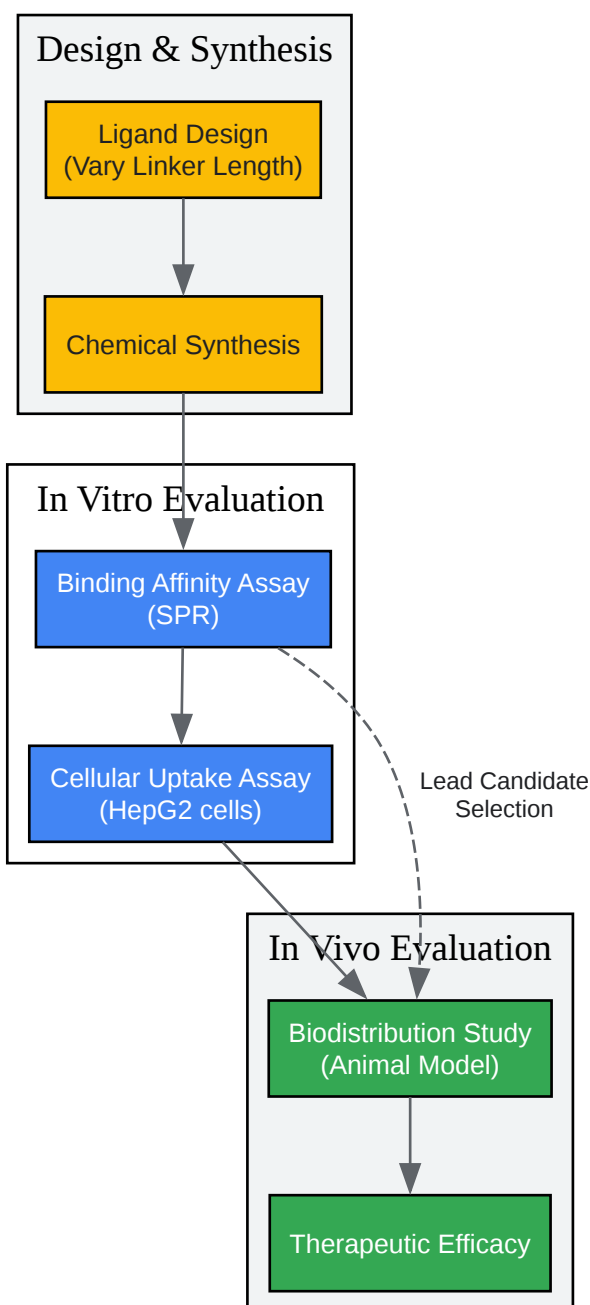 Design & Synthesis
Ligand Design
(Vary Linker Length)
Chemical Synthesis
In Vitro Evaluation
Binding Affinity Assay
(SPR)
Cellular Uptake Assay
(HepG2 cells)
Lead Candidate
Selection
In Vivo Evaluation
Biodistribution Study
(Animal Model)
Therapeutic Efficacy